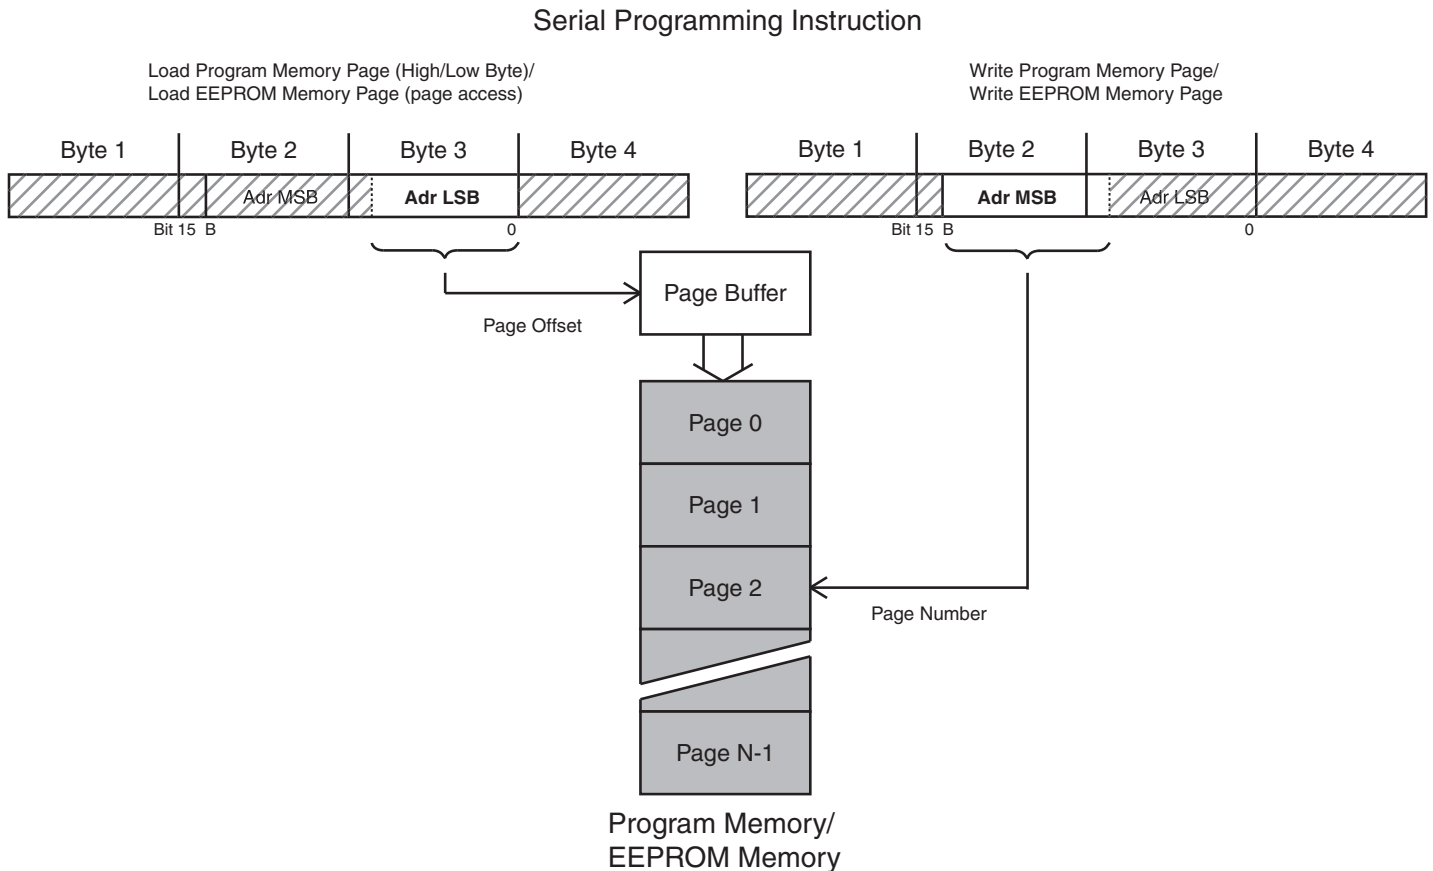 Serial Programming Instruction
Load Program Memory Page (High/Low Byte)/
Load EEPROM Memory Page (page access)
Write Program Memory Page/
Write EEPROM Memory Page
Byte 1 Byte 2 Byte 3 Byte 4
Adr MSB Adr LSB
Bit 15 B 0
Byte 1 Byte 2 Byte 3 Byte 4
Adr MSB Adr LSB
Bit 15 B 0
Page Buffer
Page Offset
Page 0
Page 1
Page 2
Page Number
Page N-1
Program Memory/
EEPROM Memory